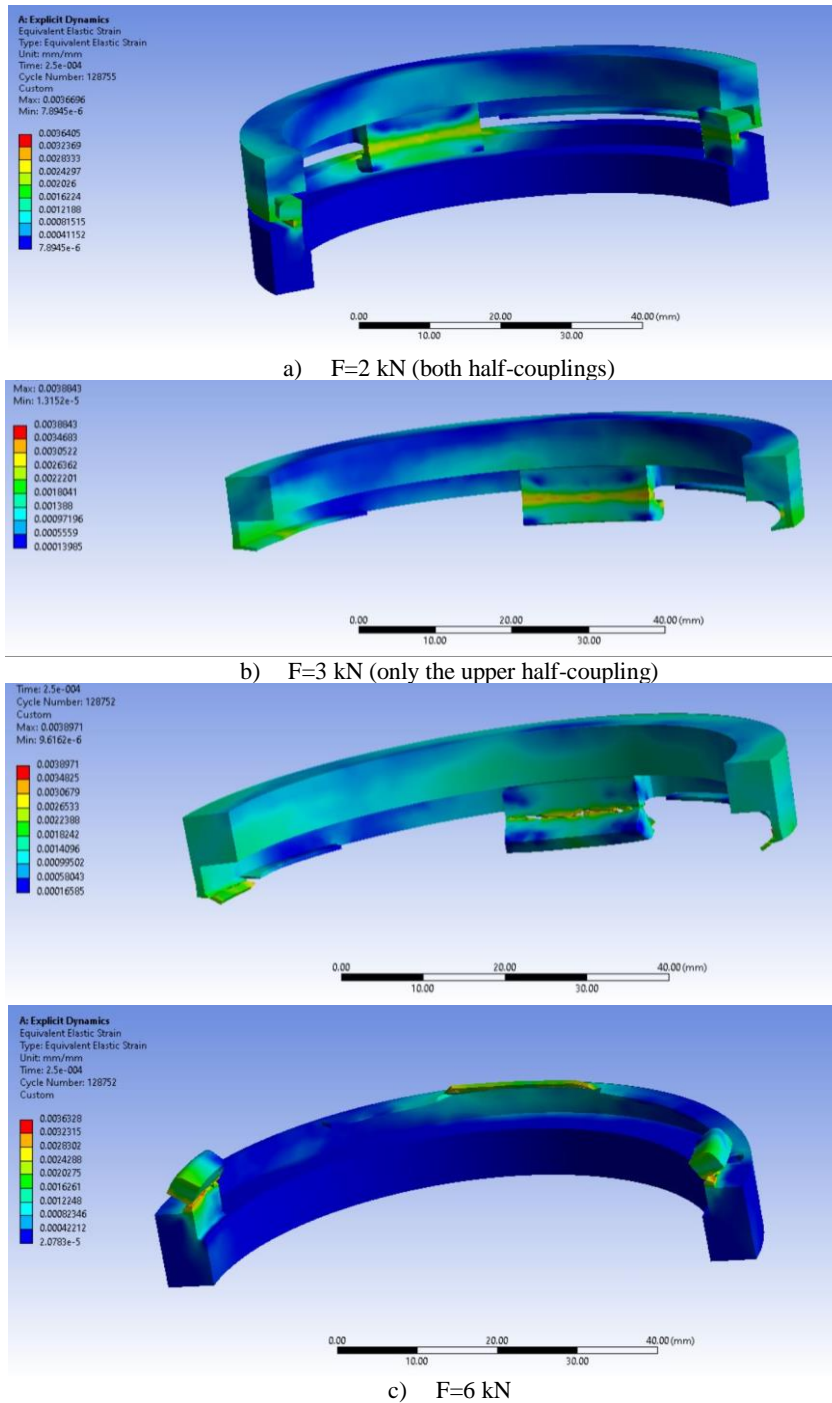 A: Explicit Dynamics
Equivalent Elastic Strain
Type: Equivalent Elastic Strain
Unit: mm/mm
Time: 2.5e-004
Cycle Number: 128755
Custom
Max: 0.0036696
Min: 7.8945e-6
0.0036405
0.0032369
0.0028333
0.0024297
0.002026
0.0016224
0.0012188
0.00081515
0.00041152
7.8945e-6
0.00 20.00 40.00 (mm)
10.00 30.00
a) F=2 kN (both half-couplings)
Max: 0.0038843
Min: 1.3152e-5
0.0038843
0.0034683
0.0030522
0.0026362
0.0022201
0.0018041
0.001388
0.00097196
0.0005559
0.00013985
0.00 20.00 40.00 (mm)
10.00 30.00
b) F=3 kN (only the upper half-coupling)
Time: 2.5e-004
Cycle Number: 128752
Custom
Max: 0.0038971
Min: 9.6162e-6
0.0038971
0.0034825
0.0030679
0.0026533
0.0022388
0.0018242
0.0014096
0.00099502
0.00058043
0.00016585
0.00 20.00 40.00 (mm)
10.00 30.00
A: Explicit Dynamics
Equivalent Elastic Strain
Type: Equivalent Elastic Strain
Unit: mm/mm
Time: 2.5e-004
Cycle Number: 128752
Custom
0.0036328
0.0032315
0.0028302
0.0024288
0.0020275
0.0016261
0.0012248
0.00082346
0.00042212
2.0783e-5
0.00 20.00 40.00 (mm)
10.00 30.00
c) F=6 kN